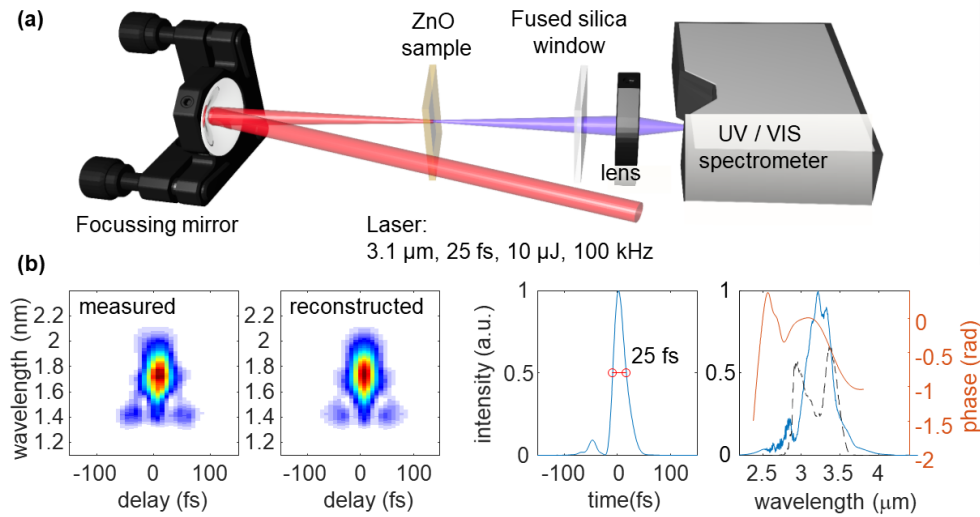 (a)
ZnO
sample
Fused silica
window
UV / VIS
spectrometer
lens
Focussing mirror
Laser:
3.1 µm, 25 fs, 10 µJ, 100 kHz
(b)
wavelength (nm)
2.2
2
1.8
1.6
1.4
1.2
measured
-100
0
100
delay (fs)
2.2
2
1.8
1.6
1.4
1.2
reconstructed
-100
0
100
delay (fs)
intensity (a.u.)
1
0.5
0
25 fs
-100
0
100
time(fs)
1
0.5
0
2.5
3
3.5
4
wavelength (µm)
0
-0.5
-1
-1.5
-2
phase (rad)